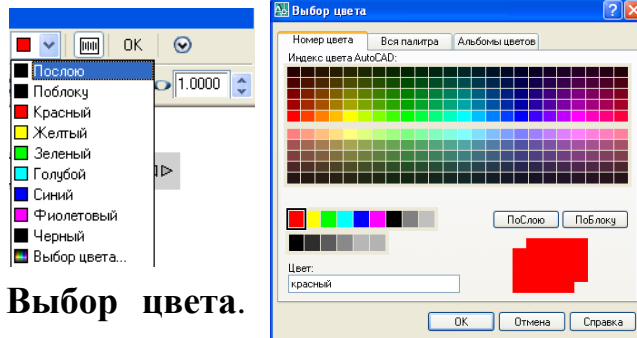 OK
Послою
Поблоку
1.0000
Красный
Желтый
Зеленый
Голубой
Синий
Фиолетовый
Черный
Выбор цвета...
Выбор цвета.
Выбор цвета
Номер цвета Вся палитра Альбомы цветов
Индекс цвета AutoCAD:
ПоСлою ПоБлоку
Цвет:
красный
OK Отмена Справка